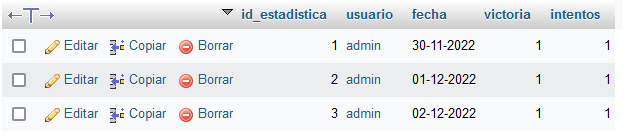 id_estadistica usuario fecha victoria intentos
Editar Copiar Borrar 1 admin 30-11-2022 1 1
Editar Copiar Borrar 2 admin 01-12-2022 1 1
Editar Copiar Borrar 3 admin 02-12-2022 1 1